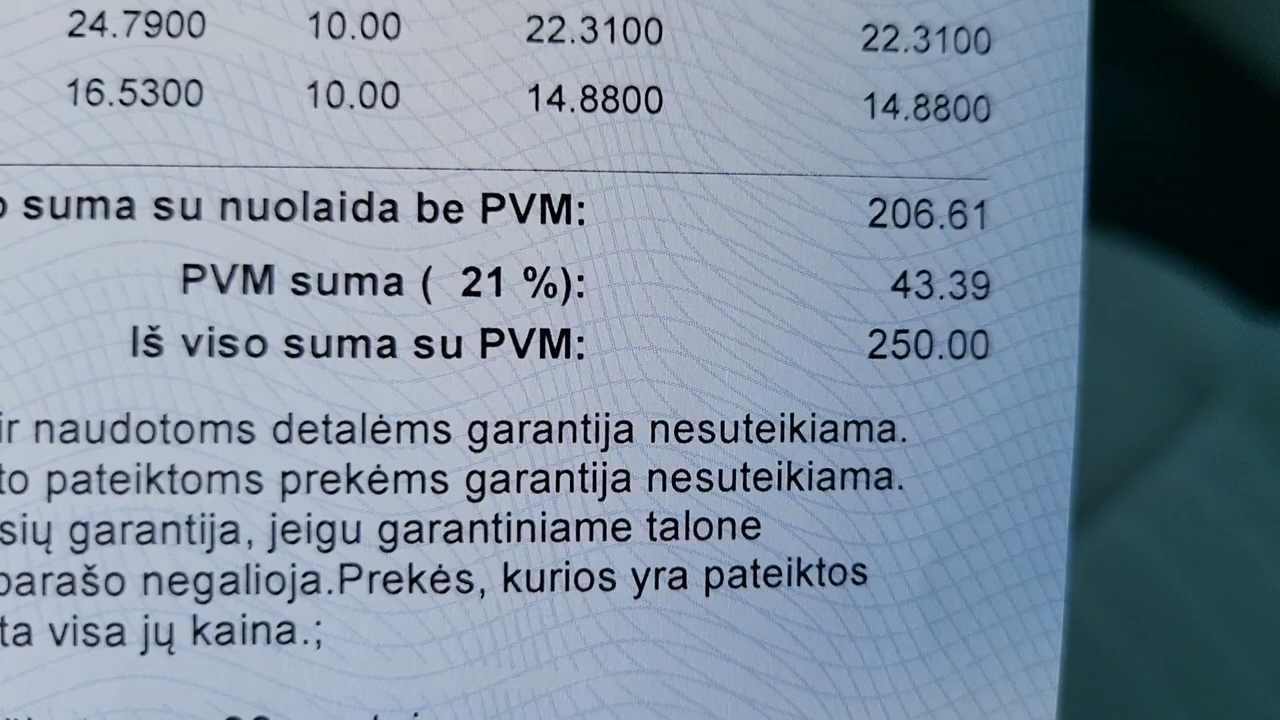 24.7900 10.00 22.3100 22.3100
16.5300 10.00 14.8800 14.8800
suma su nuolaida be PVM: 206.61
PVM suma ( 21 %): 43.39
Iš viso suma su PVM: 250.00
ir naudotoms detalėms garantija nesuteikiama.
to pateiktoms prekėms garantija nesuteikiama.
sių garantija, jeigu garantiniame talone
parašo negalioja.Prekės, kurios yra pateiktos
ta visa jų kaina.;